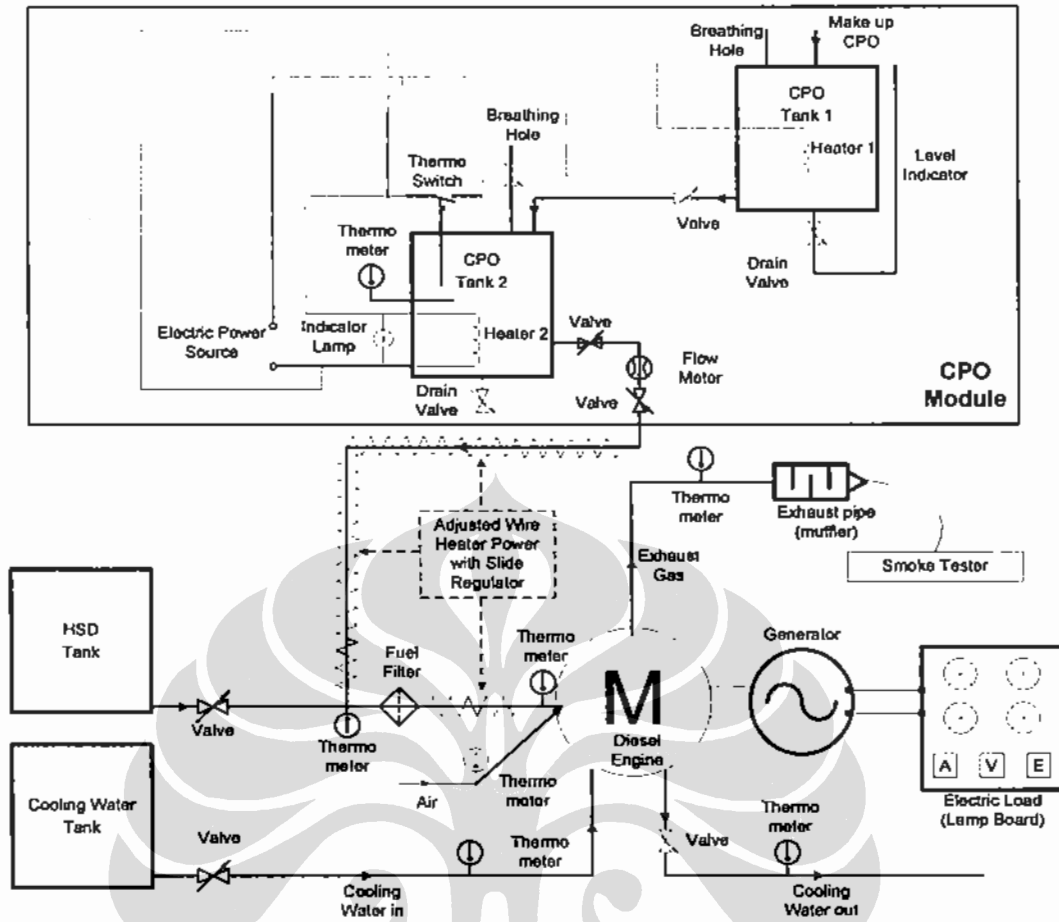 Breathing
Hole
Make up
CPO
CPO
Tank 1
Heater 1
Level
Indicator
Breathing
Hole
Thermo
Switch
Valve
Drain
Valve
Thermo
meter
CPO
Tank 2
Electric Power
Source
Indicator
Lamp
Heater 2
Valve
Flow
Motor
Drain
Valve
Valve
CPO
Module
Thermo
meter
Exhaust pipe
(muffler)
Adjusted Wire
Heater Power
with Slide
Regulator
Exhaust
Gas
Smoke Tester
HSD
Tank
Fuel
Filter
Thermo
meter
Generator
M
Diesel
Engine
Valve
Thermo
meter
Air
Thermo
motor
A V E
Electric Load
(Lamp Board)
Cooling Water
Tank
Valve
Thermo
meter
Valve
Thermo
meter
Cooling
Water in
Cooling
Water out